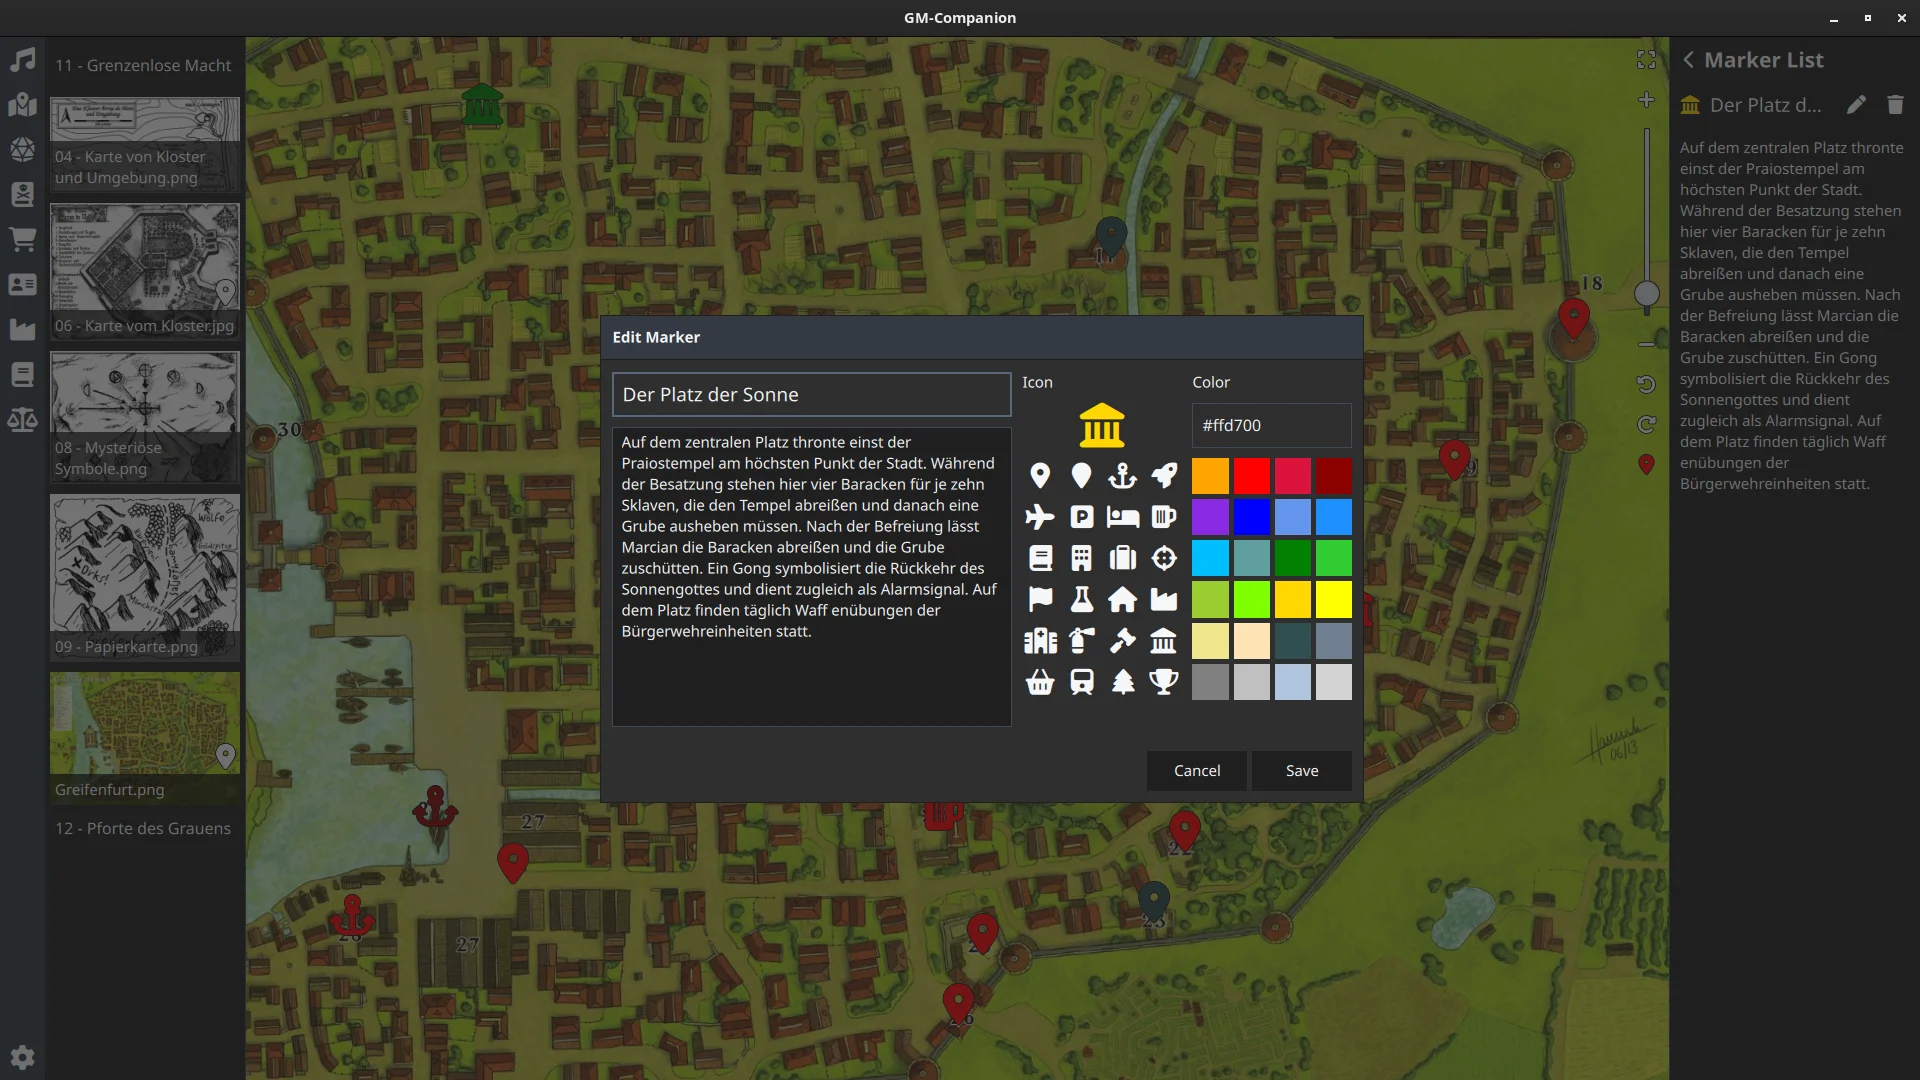 GM-Companion
11 - Grenzenlose Macht
04 - Karte von Kloster
und Umgebung.png
06 - Karte vom Kloster.jpg
08 - Mysteriöse
Symbole.png
Wölfe
Orks!
09 - Papierkarte.png
Greifenfurt.png
12 - Pforte des Grauens
18
30
27
27
Edit Marker
Der Platz der Sonne
Auf dem zentralen Platz thronte einst der
Praiostempel am höchsten Punkt der Stadt. Während
der Besatzung stehen hier vier Baracken für je zehn
Sklaven, die den Tempel abreißen und danach eine
Grube ausheben müssen. Nach der Befreiung lässt
Marcian die Baracken abreißen und die Grube
zuschütten. Ein Gong symbolisiert die Rückkehr des
Sonnengottes und dient zugleich als Alarmsignal. Auf
dem Platz finden täglich Waff enübungen der
Bürgerwehreinheiten statt.
Icon
Color
#ffd700
Cancel
Save
06/13
Marker List
Der Platz d...
Auf dem zentralen Platz thronte
einst der Praiostempel am
höchsten Punkt der Stadt.
Während der Besatzung stehen
hier vier Baracken für je zehn
Sklaven, die den Tempel
abreißen und danach eine
Grube ausheben müssen. Nach
der Befreiung lässt Marcian die
Baracken abreißen und die
Grube zuschütten. Ein Gong
symbolisiert die Rückkehr des
Sonnengottes und dient
zugleich als Alarmsignal. Auf
dem Platz finden täglich Waff
enübungen der
Bürgerwehreinheiten statt.